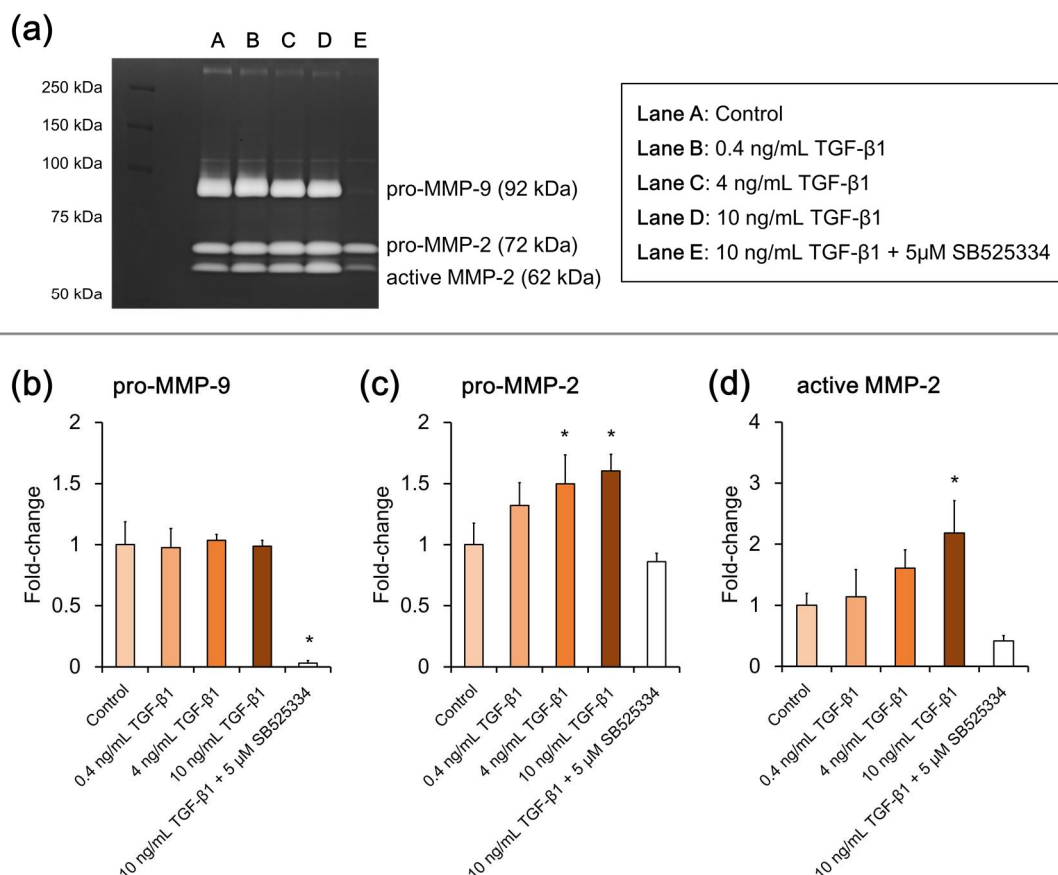 (a)
A B C D E
250 kDa
150 kDa
100 kDa
75 kDa
50 kDa
pro-MMP-9 (92 kDa)
pro-MMP-2 (72 kDa)
active MMP-2 (62 kDa)
Lane A: Control
Lane B: 0.4 ng/mL TGF-β1
Lane C: 4 ng/mL TGF-β1
Lane D: 10 ng/mL TGF-β1
Lane E: 10 ng/mL TGF-β1 + 5µM SB525334
(b) pro-MMP-9
Fold-change
2
1.5
1
0.5
0
*
Control
0.4 ng/mL TGF-β1
4 ng/mL TGF-β1
10 ng/mL TGF-β1
10 ng/mL TGF-β1 + 5 µM SB525334
(c) pro-MMP-2
Fold-change
2
1.5
1
0.5
0
* *
Control
0.4 ng/mL TGF-β1
4 ng/mL TGF-β1
10 ng/mL TGF-β1
10 ng/mL TGF-β1 + 5 µM SB525334
(d) active MMP-2
Fold-change
4
3
2
1
0
*
Control
0.4 ng/mL TGF-β1
4 ng/mL TGF-β1
10 ng/mL TGF-β1
10 ng/mL TGF-β1 + 5 µM SB525334